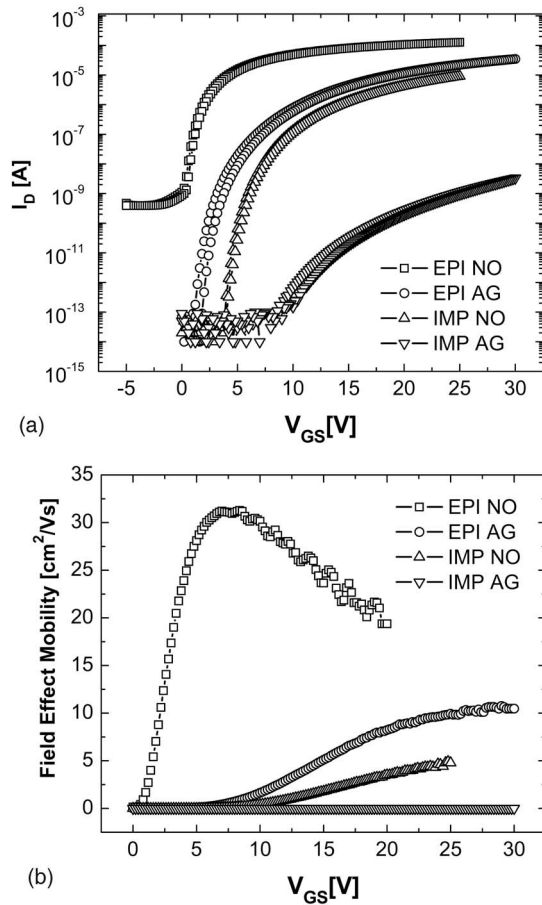 10⁻³
10⁻⁵
10⁻⁷
10⁻⁹
10⁻¹¹
10⁻¹³
10⁻¹⁵
I_D [A]
EPI NO
EPI AG
IMP NO
IMP AG
-5 0 5 10 15 20 25 30
(a)
V_GS[V]
35
30
25
20
15
10
5
0
Field Effect Mobility [cm²/Vs]
EPI NO
EPI AG
IMP NO
IMP AG
0 5 10 15 20 25 30
(b)
V_GS[V]